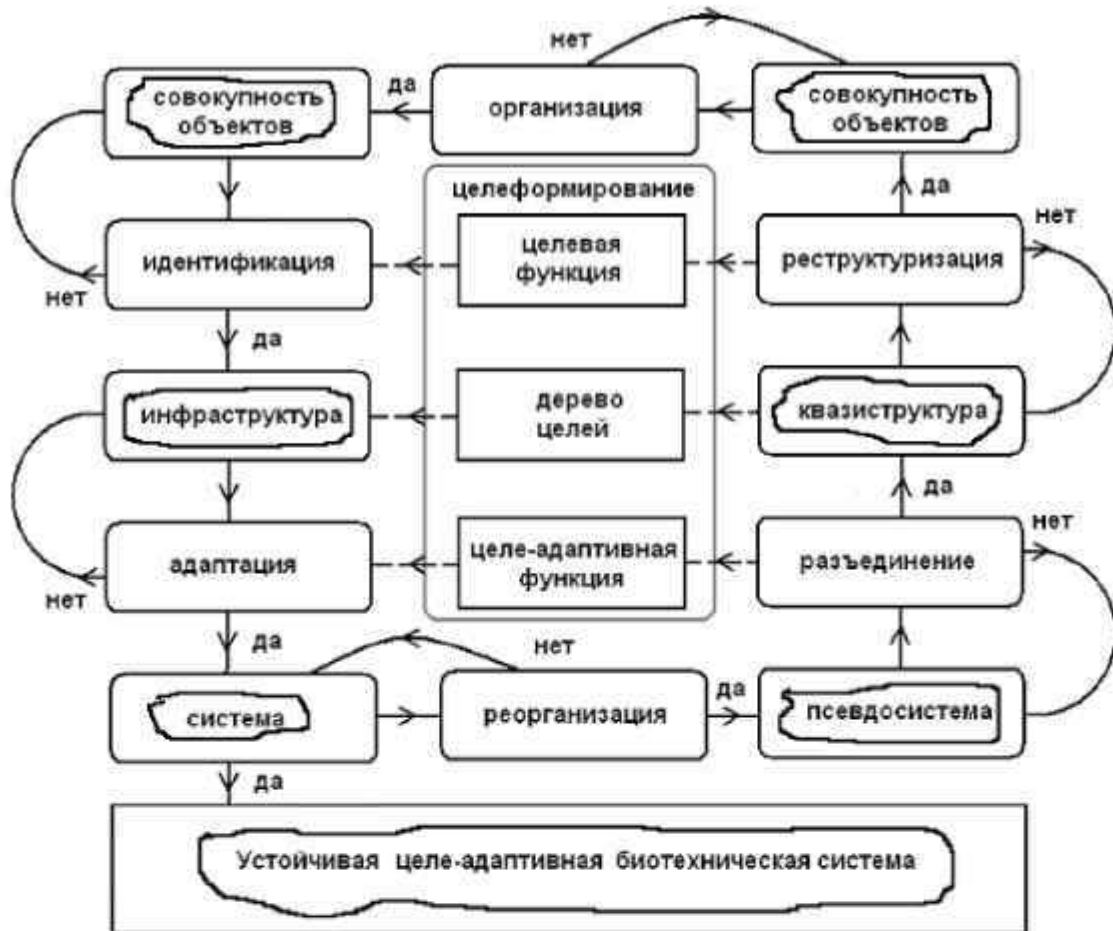 нет
совокупность
объектов
да
организация
совокупность
объектов
целеформирование
да
нет
идентификация
целевая
функция
реструктуризация
нет
да
инфраструктура
дерево
целей
квазиструктура
да
нет
адаптация
целе-адаптивная
функция
разъединение
нет
да
нет
система
реорганизация
да
псевдосистема
да
Устойчивая целе-адаптивная биотехническая система